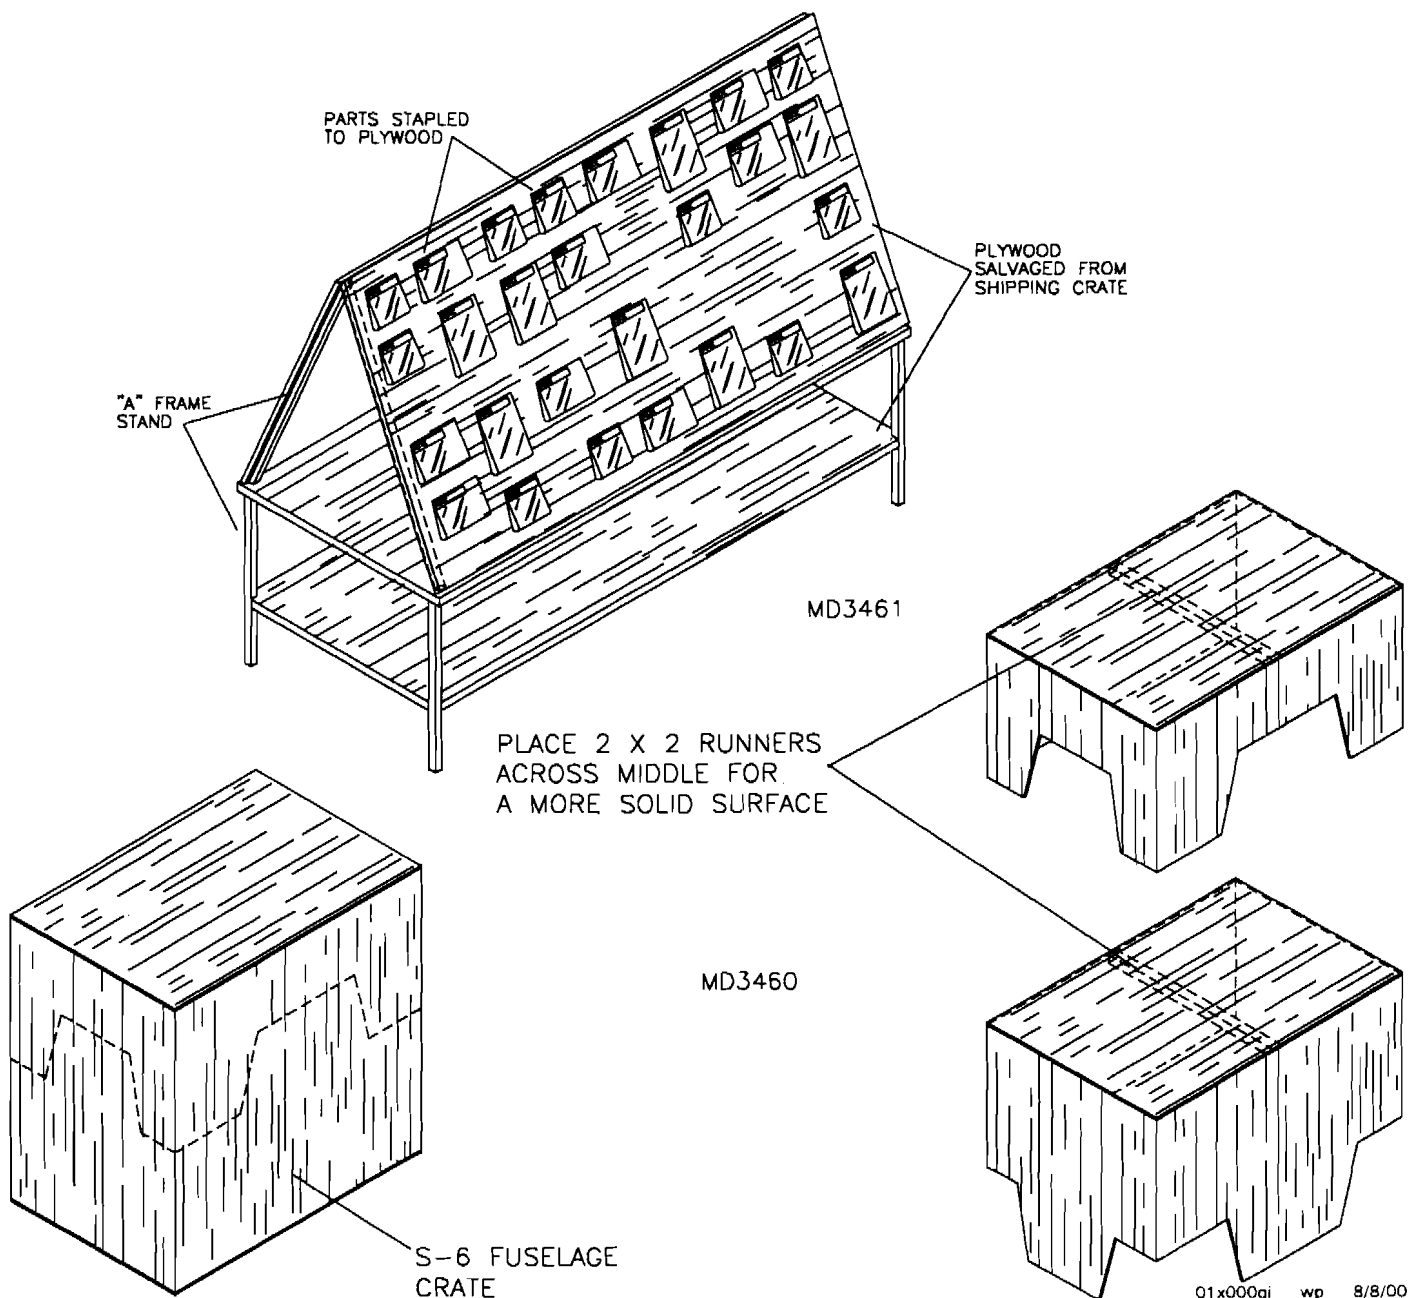 PARTS STAPLED
TO PLYWOOD
PLYWOOD
SALVAGED FROM
SHIPPING CRATE
"A" FRAME
STAND
MD3461
PLACE 2 X 2 RUNNERS
ACROSS MIDDLE FOR
A MORE SOLID SURFACE
MD3460
S-6 FUSELAGE
CRATE
01x000gi wp 8/8/00